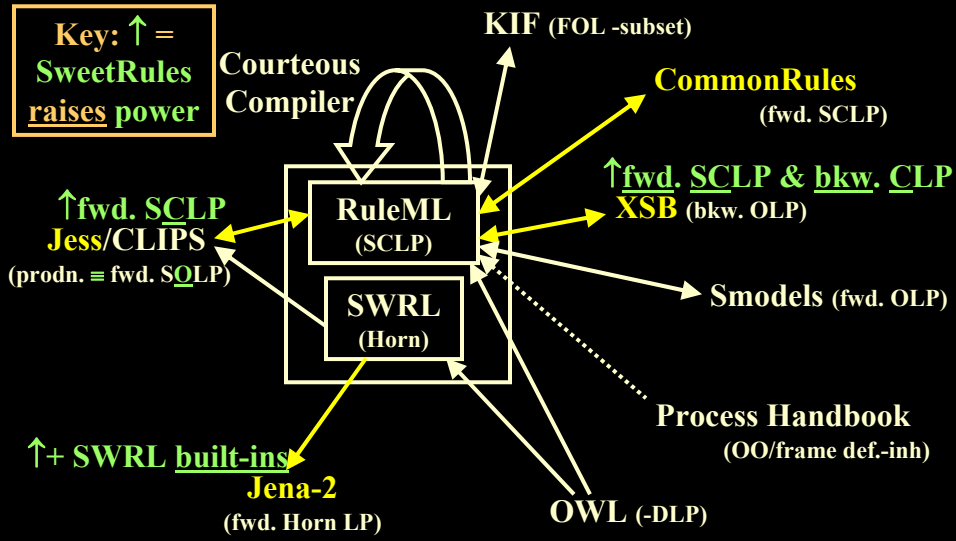 Key: ↑ =
SweetRules
raises power
Courteous
Compiler
KIF (FOL -subset)
CommonRules
(fwd. SCLP)
↑fwd. SCLP & bkw. CLP
XSB (bkw. OLP)
↑fwd. SCLP
Jess/CLIPS
(prodn. ≡ fwd. SOLP)
RuleML
(SCLP)
SWRL
(Horn)
Smodels (fwd. OLP)
Process Handbook
(OO/frame def.-inh)
↑+ SWRL built-ins
Jena-2
(fwd. Horn LP)
OWL (-DLP)